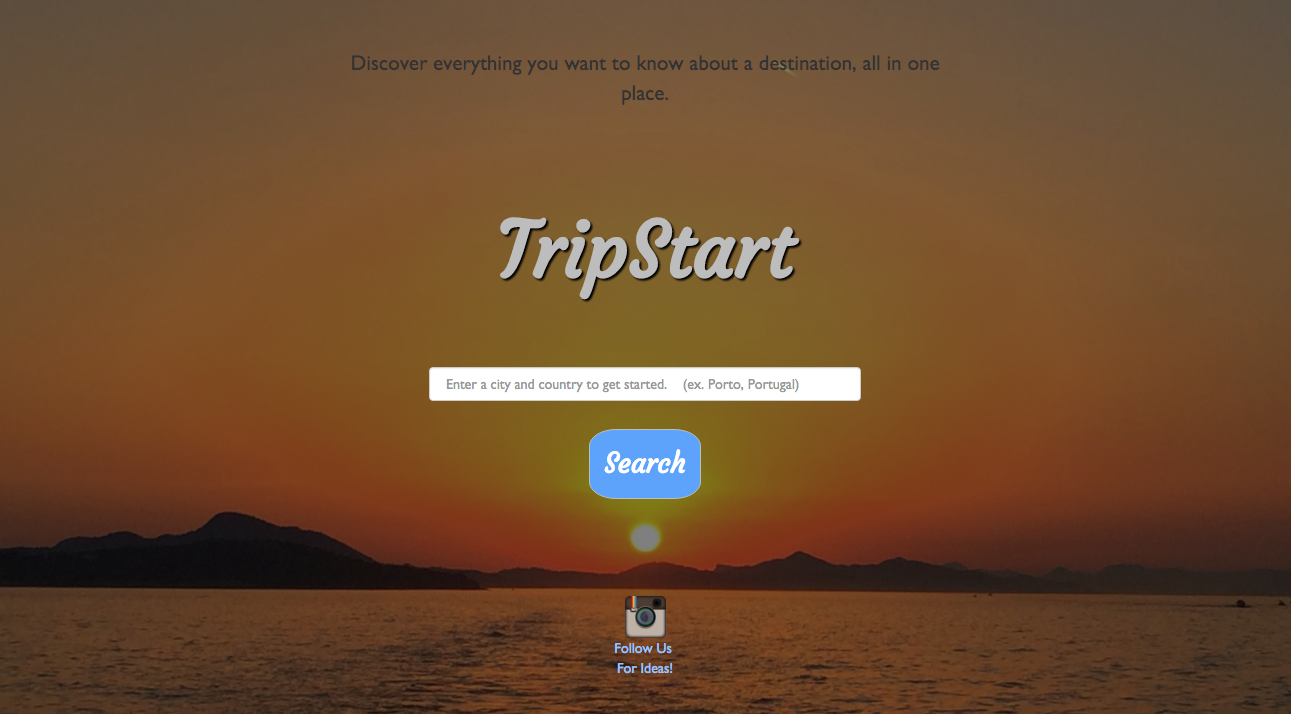 Discover everything you want to know about a destination, all in one
place.
TripStart
Enter a city and country to get started. (ex. Porto, Portugal)
Search
Follow Us
For Ideas!